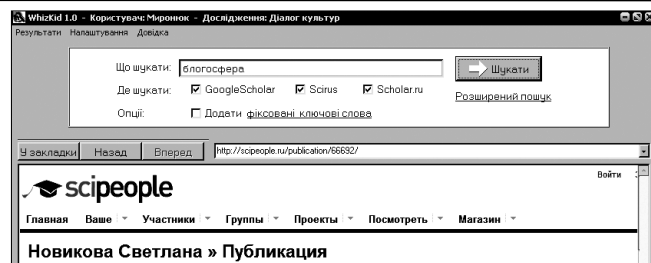 WhizKid 1.0 - Користувач: Миронюк - Дослідження: Діалог культур
Результати Налаштування Довідка
Що шукати: блогосфера Шукати
Де шукати: GoogleScholar Scirus Scholar.ru Розширений пошук
Опції: Додати фіксовані ключові слова
У закладки Назад Вперед http://scipeople.ru/publication/66692/
Войти
scipeople
Главная Ваше Участники Группы Проекты Посмотреть Магазин
Новикова Светлана » Публикация